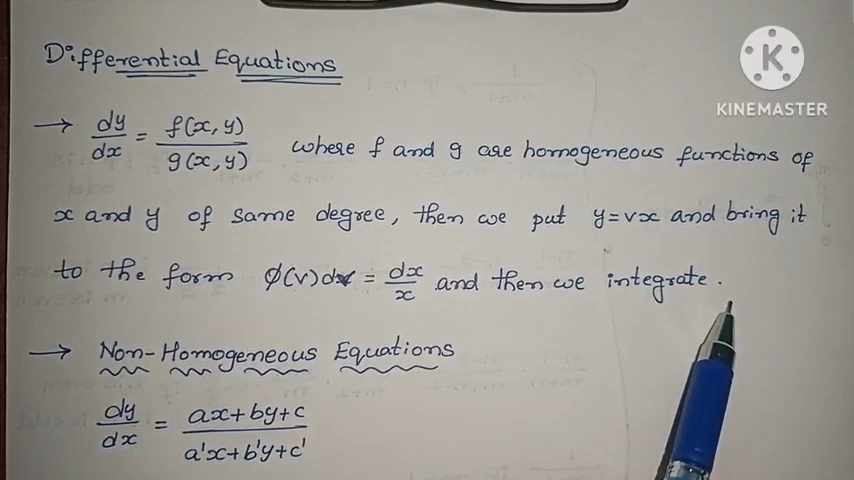 Differential Equations
KINEMASTER
→ dy/dx = f(x, y)/g(x, y) where f and g are homogeneous functions of
x and y of same degree, then we put y=vx and bring it
to the form ϕ(v)dv = dx/x and then we integrate.
→ Non-Homogeneous Equations
dy/dx = ax+by+c/a'x+b'y+c'